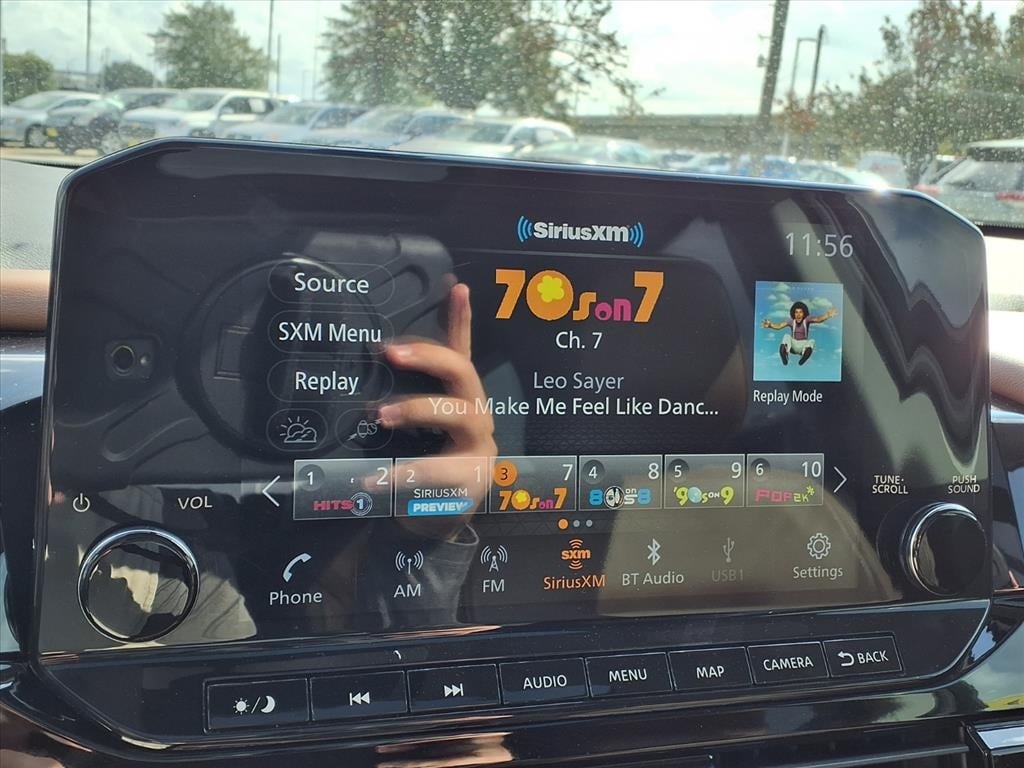 SiriusXM
11:56
Source
SXM Menu
Replay
70s on 7
Ch. 7
Leo Sayer
You Make Me Feel Like Danc...
Replay Mode
1 2 HITS 1
2 1 SIRIUSXM PREVIEW
3 7 70s on 7
4 8 80s on 8
5 9 90s on 9
6 10 POP2K
VOL
TUNE·
SCROLL
PUSH
SOUND
Phone
AM
FM
sxm
SiriusXM
BT Audio
USB1
Settings
AUDIO
MENU
MAP
CAMERA
BACK